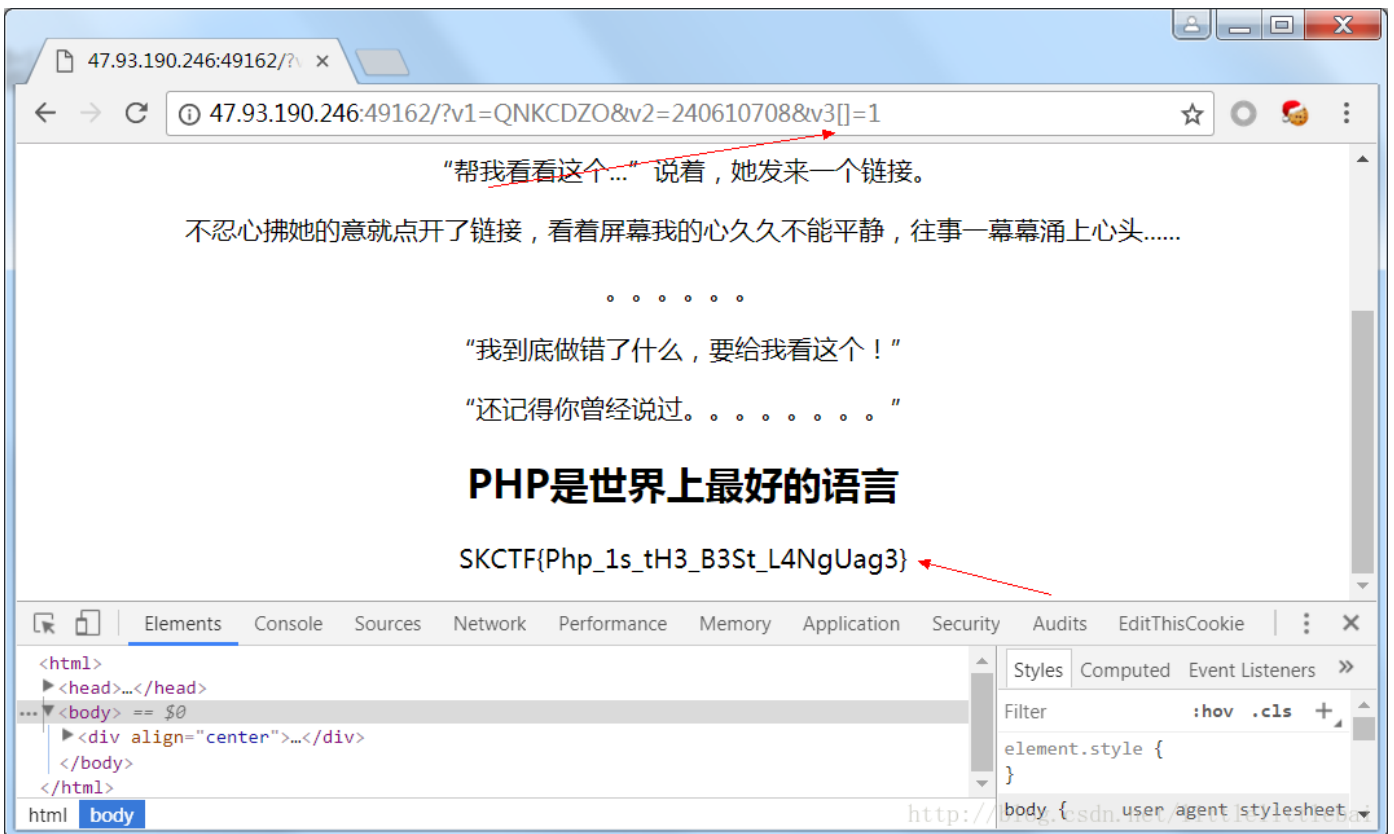 47.93.190.246:49162/?v
47.93.190.246:49162/?v1=QNKCDZO&v2=240610708&v3[]=1
“帮我看看这个...”说着，她发来一个链接。
不忍心拂她的意就点开了链接，看着屏幕我的心久久不能平静，往事一幕幕涌上心头......
。。。。。。
“我到底做错了什么，要给我看这个！”
“还记得你曾经说过。。。。。。。。”
PHP是世界上最好的语言
SKCTF{Php_1s_tH3_B3St_L4NgUag3}
Elements Console Sources Network Performance Memory Application Security Audits EditThisCookie
<html>
<head>…</head>
<body> == $0
<div align="center">…</div>
</body>
</html>
html body
Styles Computed Event Listeners »
Filter :hov .cls +
element.style {
}
body { user agent stylesheet